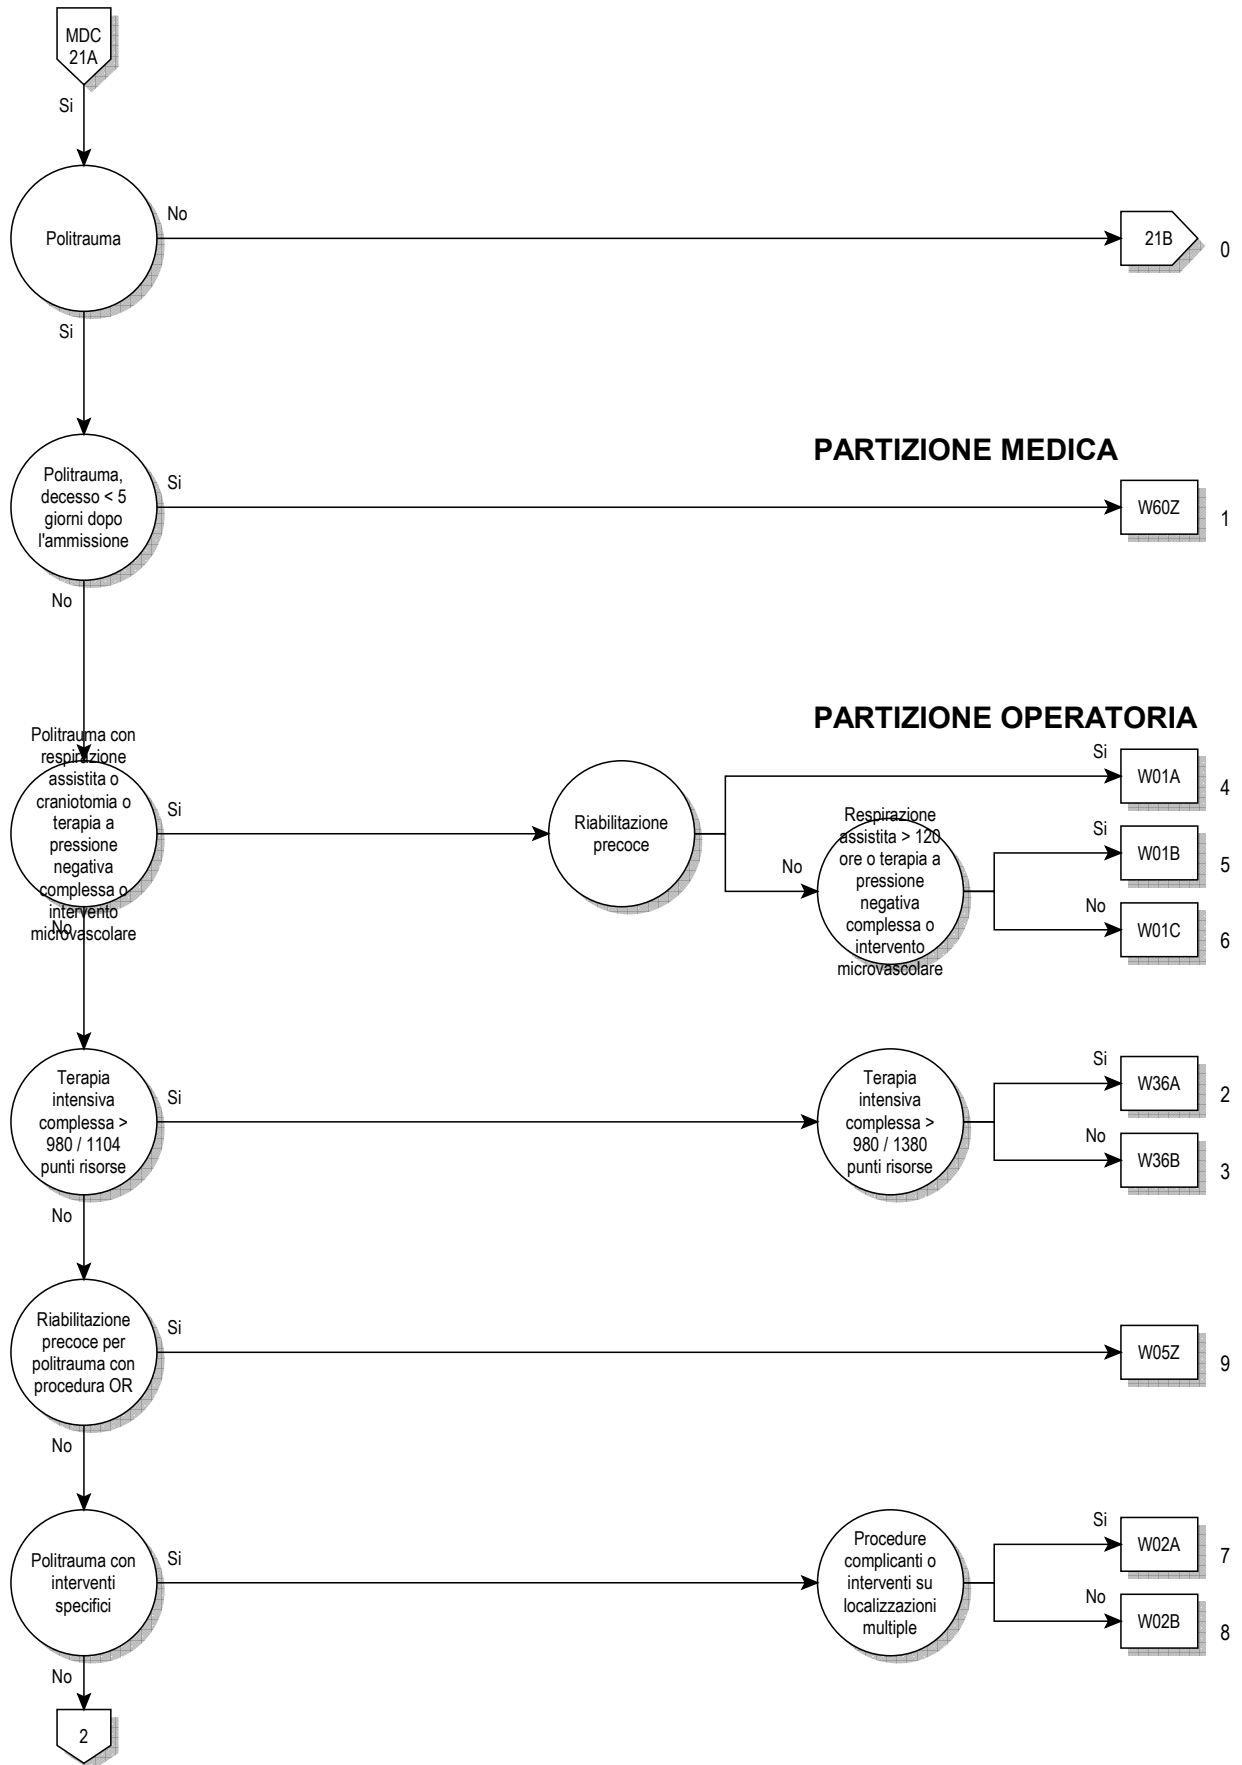 MDC
21A
Si
Politrauma
No
21B
0
Si
PARTIZIONE MEDICA
Politrauma,
decesso < 5
giorni dopo
l'ammissione
Si
W60Z
1
No
PARTIZIONE OPERATORIA
Politrauma con
respirazione
assistita o
craniotomia o
terapia a
pressione
negativa
complessa o
intervento
microvascolare
Si
Riabilitazione
precoce
Si
W01A
4
No
Respirazione
assistita > 120
ore o terapia a
pressione
negativa
complessa o
intervento
microvascolare
Si
W01B
5
No
W01C
6
No
Terapia
intensiva
complessa >
980 / 1104
punti risorse
Si
Terapia
intensiva
complessa >
980 / 1380
punti risorse
Si
W36A
2
No
W36B
3
No
Riabilitazione
precoce per
politrauma con
procedura OR
Si
W05Z
9
No
Politrauma con
interventi
specifici
Si
Procedure
complicanti o
interventi su
localizzazioni
multiple
Si
W02A
7
No
W02B
8
No
2